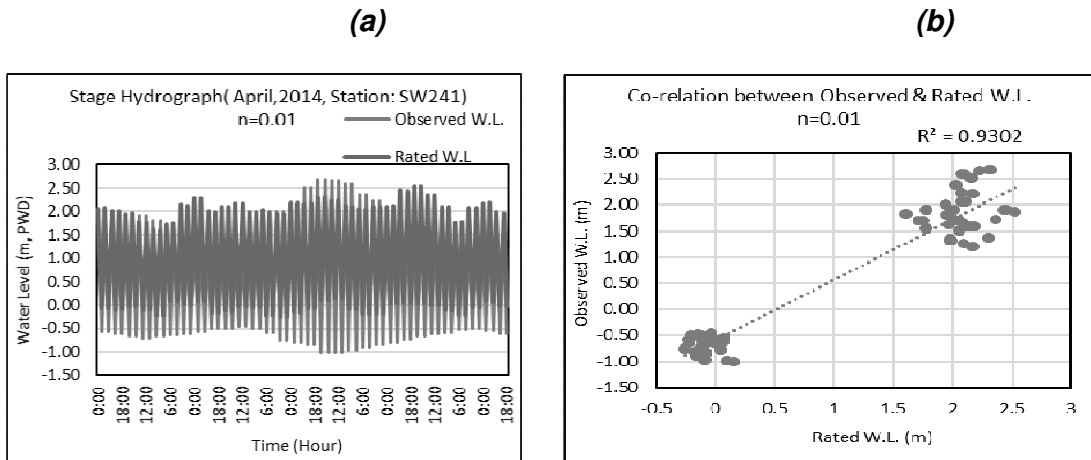 (a)
(b)
Stage Hydrograph( April,2014, Station: SW241)
n=0.01
Observed W.L.
Rated W.L
3.00
2.50
2.00
1.50
1.00
0.50
0.00
-0.50
-1.00
-1.50
Water Level (m, PWD)
0:00
18:00
12:00
6:00
0:00
18:00
12:00
6:00
0:00
18:00
12:00
6:00
0:00
18:00
12:00
6:00
0:00
18:00
Time (Hour)
Co-relation between Observed & Rated W.L.
n=0.01
R² = 0.9302
3.00
2.50
2.00
1.50
1.00
0.50
0.00
-0.50
-1.00
-1.50
Observed W.L. (m)
-0.5 0 0.5 1 1.5 2 2.5 3
Rated W.L. (m)